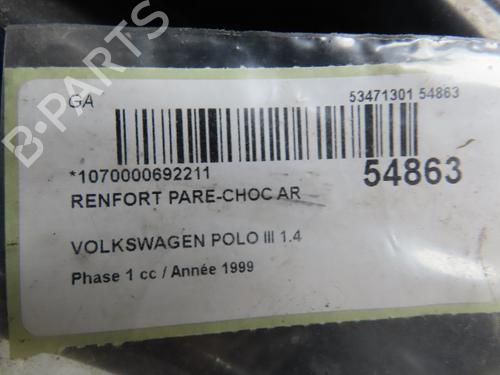 GA
53471301 54863
*1070000692211
54863
RENFORT PARE-CHOC AR
VOLKSWAGEN POLO III 1.4
Phase 1 cc / Année 1999
B-PARTS